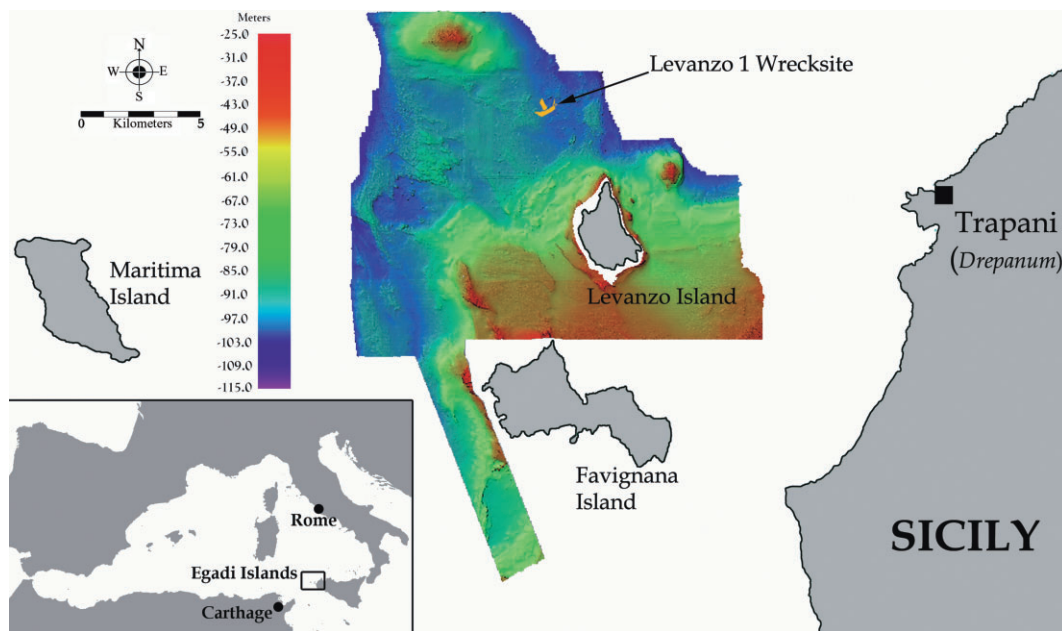 Meters
-25.0
-31.0
-37.0
-43.0
-49.0
-55.0
-61.0
-67.0
-73.0
-79.0
-85.0
-91.0
-97.0
-103.0
-109.0
-115.0
N
W E
S
0 5
Kilometers
Levanzo 1 Wrecksite
Trapani
(Drepanum)
Maritima
Island
Levanzo Island
Favignana
Island
SICILY
Rome
Egadi Islands
Carthage